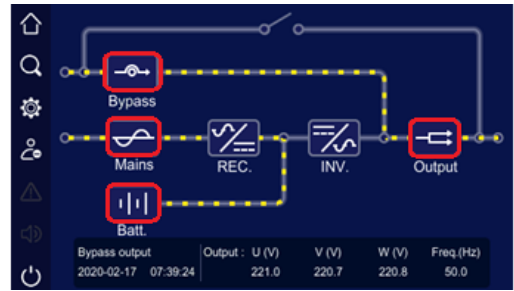 Bypass
Mains
REC.
INV.
Output
Batt.
Bypass output
Output : U (V) V (V) W (V) Freq.(Hz)
2020-02-17 07:39:24 221.0 220.7 220.8 50.0